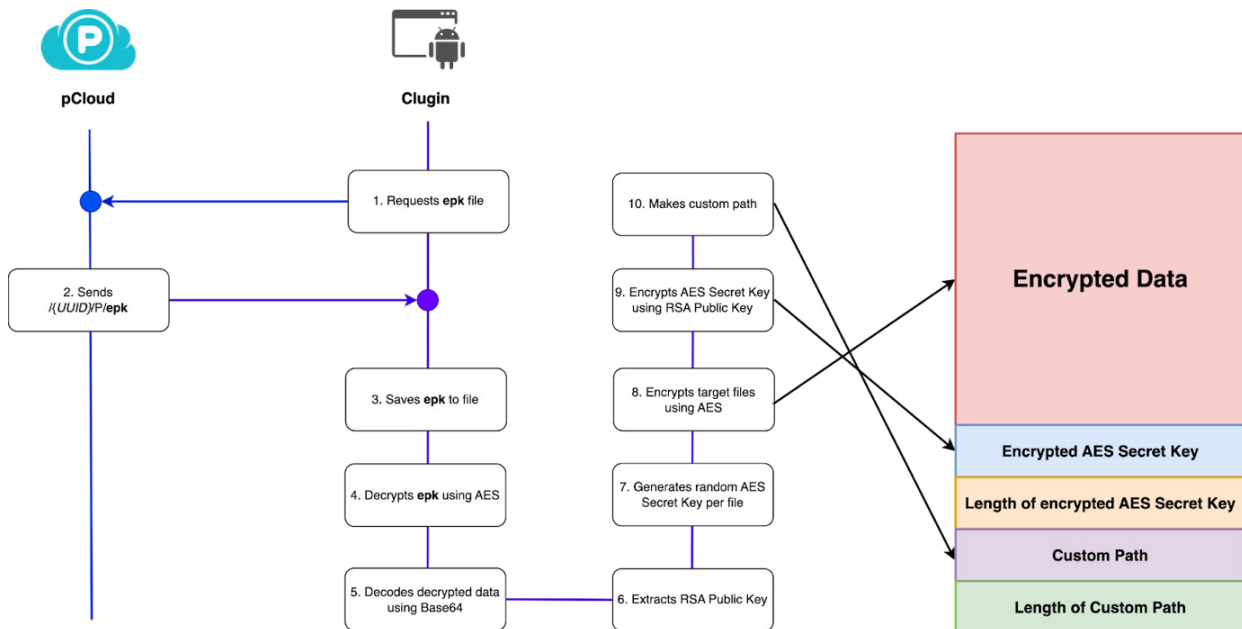 P
pCloud
Clugin
1. Requests epk file
2. Sends
/{UUID}/P/epk
3. Saves epk to file
4. Decrypts epk using AES
5. Decodes decrypted data
using Base64
6. Extracts RSA Public Key
7. Generates random AES
Secret Key per file
8. Encrypts target files
using AES
9. Encrypts AES Secret Key
using RSA Public Key
10. Makes custom path
Encrypted Data
Encrypted AES Secret Key
Length of encrypted AES Secret Key
Custom Path
Length of Custom Path